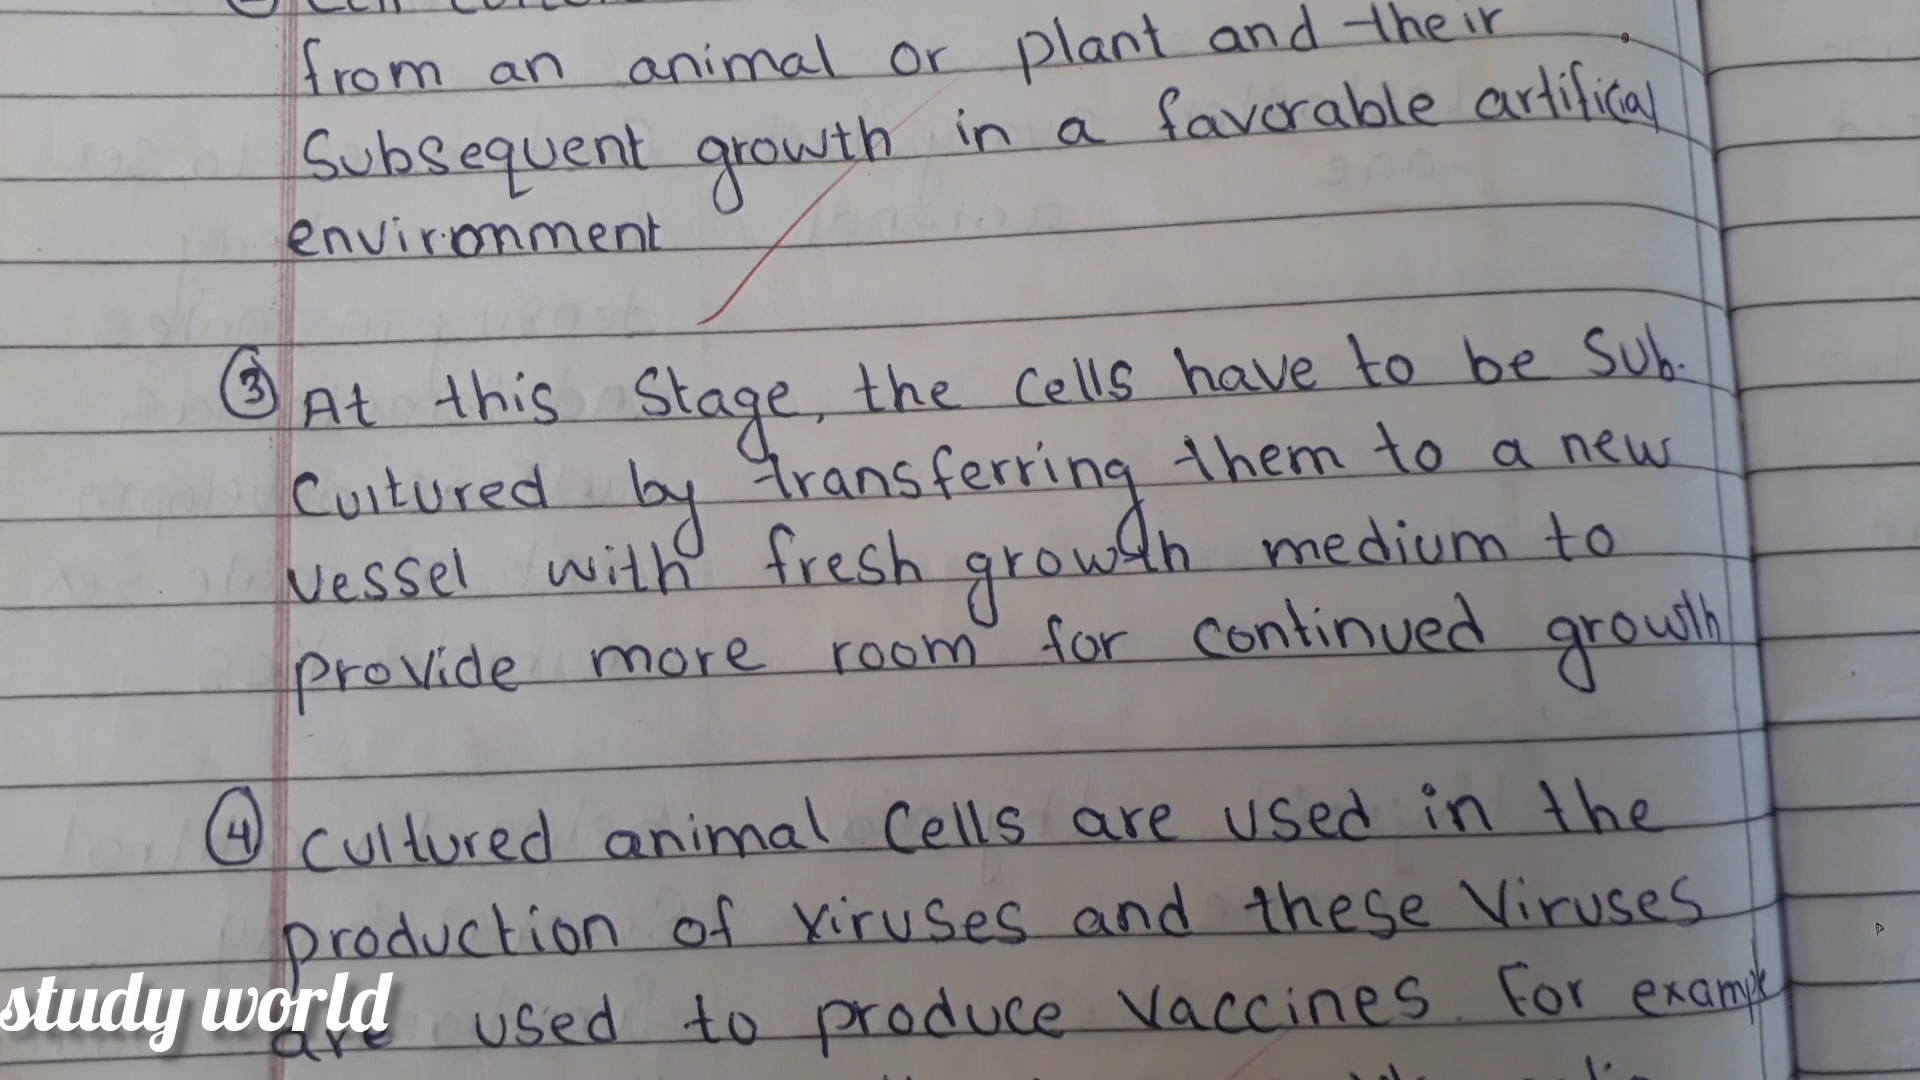 from an animal or plant and their
Subsequent growth in a favorable artificial
environment
③ At this Stage, the cells have to be Sub.
Cultured by transferring them to a new
vessel with fresh growth medium to
provide more room for continued growth
④ cultured animal Cells are used in the
production of viruses and these Viruses
are used to produce vaccines. For example
study world